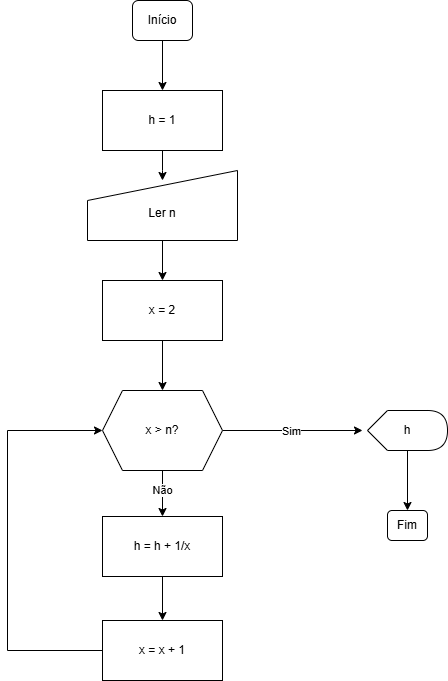 Início
h = 1
Ler n
x = 2
x > n?
Sim
h
Não
Fim
h = h + 1/x
x = x + 1